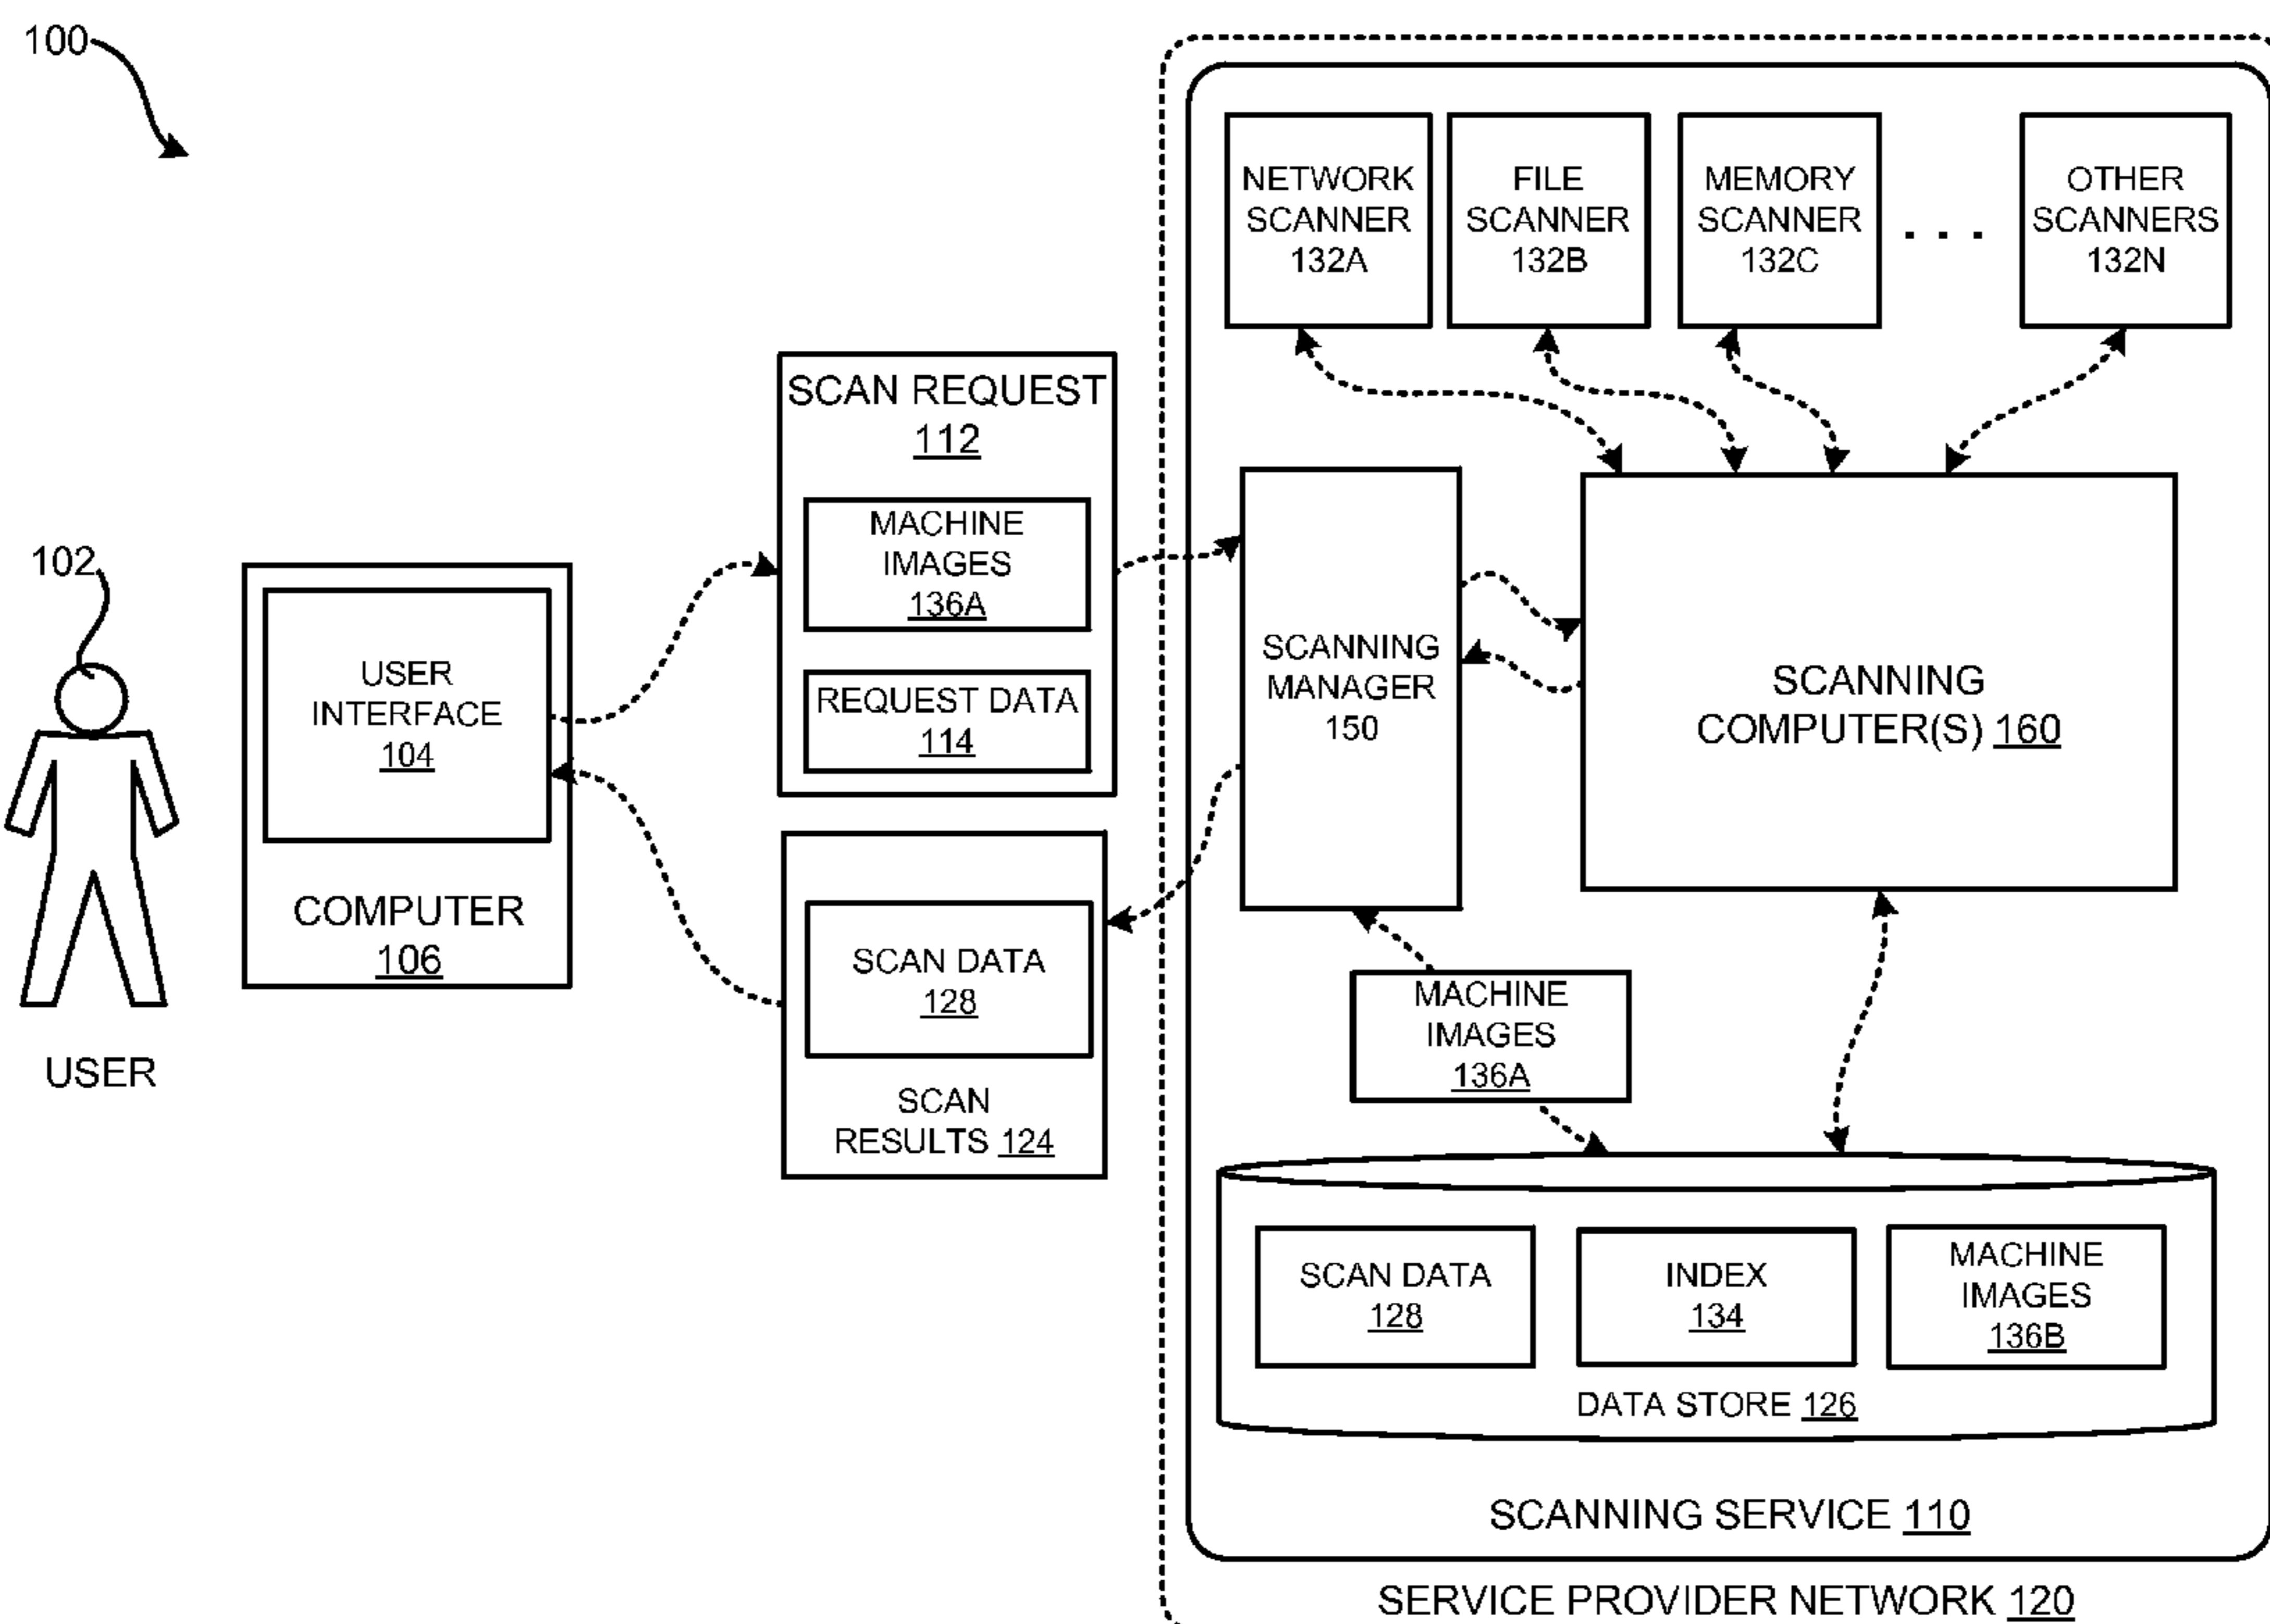 100
NETWORK
SCANNER
132A
FILE
SCANNER
132B
MEMORY
SCANNER
132C
. . .
OTHER
SCANNERS
132N
SCAN REQUEST
112
MACHINE
IMAGES
136A
REQUEST DATA
114
102
USER
USER
INTERFACE
104
COMPUTER
106
SCANNING
MANAGER
150
SCANNING
COMPUTER(S) 160
SCAN DATA
128
SCAN
RESULTS 124
MACHINE
IMAGES
136A
SCAN DATA
128
INDEX
134
MACHINE
IMAGES
136B
DATA STORE 126
SCANNING SERVICE 110
SERVICE PROVIDER NETWORK 120